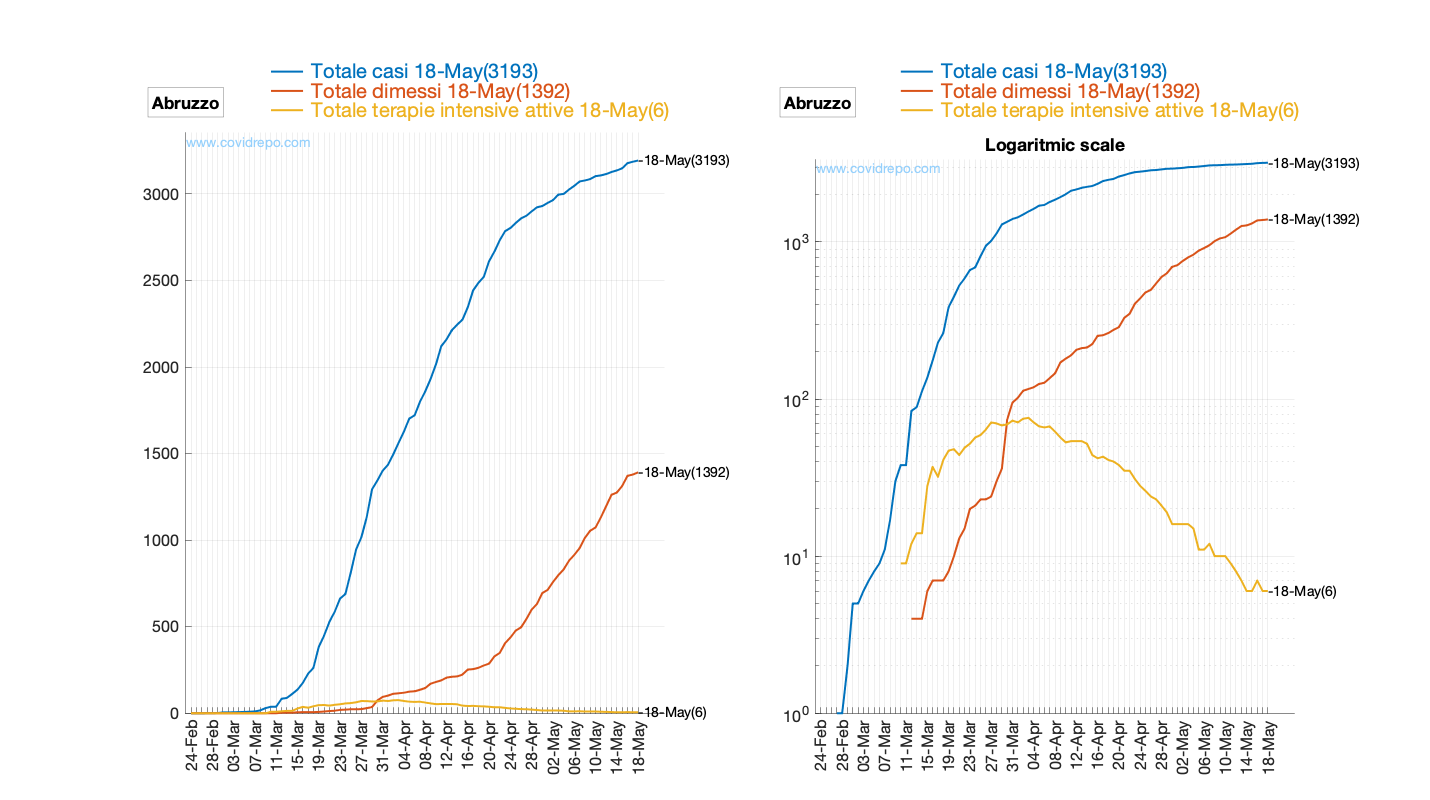 Totale casi 18-May(3193)
Totale dimessi 18-May(1392)
Totale terapie intensive attive 18-May(6)
Abruzzo
www.covidrepo.com
3000
2500
2000
1500
1000
500
0
18-May(3193)
18-May(1392)
18-May(6)
24-Feb
28-Feb
03-Mar
07-Mar
11-Mar
15-Mar
19-Mar
23-Mar
27-Mar
31-Mar
04-Apr
08-Apr
12-Apr
16-Apr
20-Apr
24-Apr
28-Apr
02-May
06-May
10-May
14-May
18-May
Totale casi 18-May(3193)
Totale dimessi 18-May(1392)
Totale terapie intensive attive 18-May(6)
Abruzzo
Logaritmic scale
www.covidrepo.com
10^3
10^2
10^1
10^0
18-May(3193)
18-May(1392)
18-May(6)
24-Feb
28-Feb
03-Mar
07-Mar
11-Mar
15-Mar
19-Mar
23-Mar
27-Mar
31-Mar
04-Apr
08-Apr
12-Apr
16-Apr
20-Apr
24-Apr
28-Apr
02-May
06-May
10-May
14-May
18-May